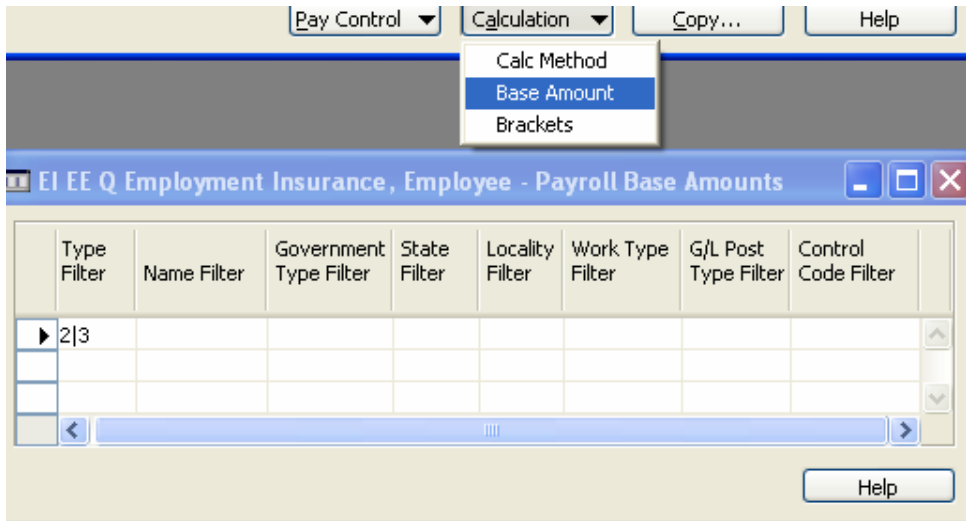 Pay Control Calculation Copy... Help
Calc Method
Base Amount
Brackets
EI EE Q Employment Insurance, Employee - Payroll Base Amounts
Type Filter Name Filter Government Type Filter State Filter Locality Filter Work Type Filter G/L Post Type Filter Control Code Filter
2|3
Help